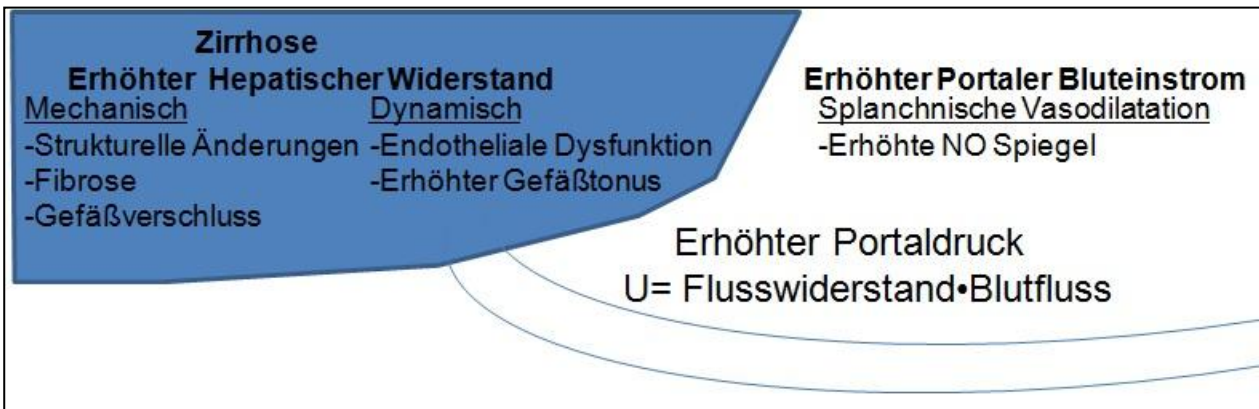 Zirrhose
Erhöhter Hepatischer Widerstand
Mechanisch
-Strukturelle Änderungen
-Fibrose
-Gefäßverschluss
Dynamisch
-Endotheliale Dysfunktion
-Erhöhter Gefäßtonus
Erhöhter Portaler Bluteinstrom
Splanchnische Vasodilatation
-Erhöhte NO Spiegel
Erhöhter Portaldruck
U= Flusswiderstand•Blutfluss